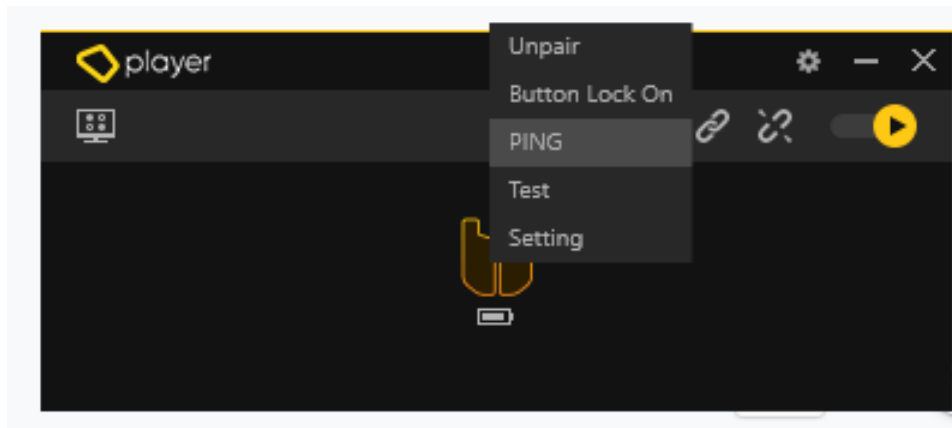 player
Unpair
Button Lock On
PING
Test
Setting